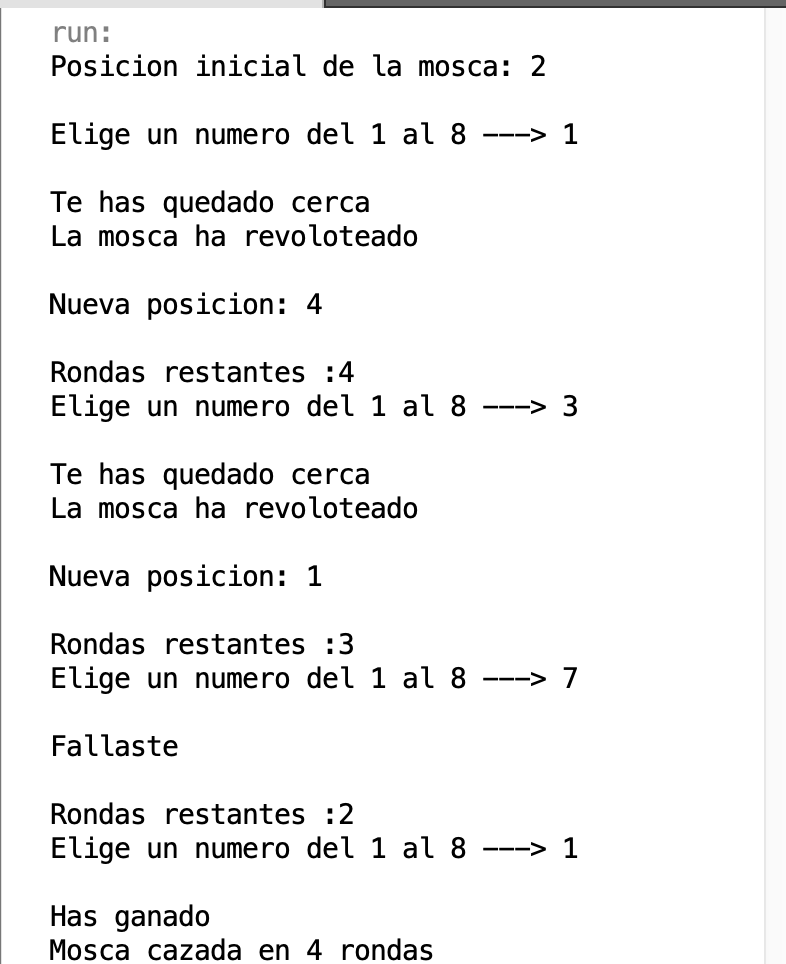 run:
Posicion inicial de la mosca: 2
Elige un numero del 1 al 8 ---> 1
Te has quedado cerca
La mosca ha revoloteado
Nueva posicion: 4
Rondas restantes :4
Elige un numero del 1 al 8 ---> 3
Te has quedado cerca
La mosca ha revoloteado
Nueva posicion: 1
Rondas restantes :3
Elige un numero del 1 al 8 ---> 7
Fallaste
Rondas restantes :2
Elige un numero del 1 al 8 ---> 1
Has ganado
Mosca cazada en 4 rondas